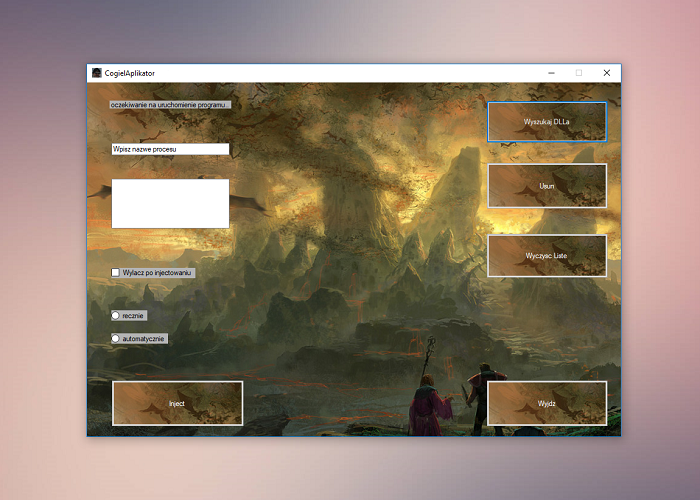 CogielAplikator
oczekiwanie na uruchomienie programu...
Wyszukaj DLLa
Wpisz nazwe procesu
Usun
Wyczysc Liste
Wylacz po injectowaniu
recznie
automatycznie
Inject
Wyjdz